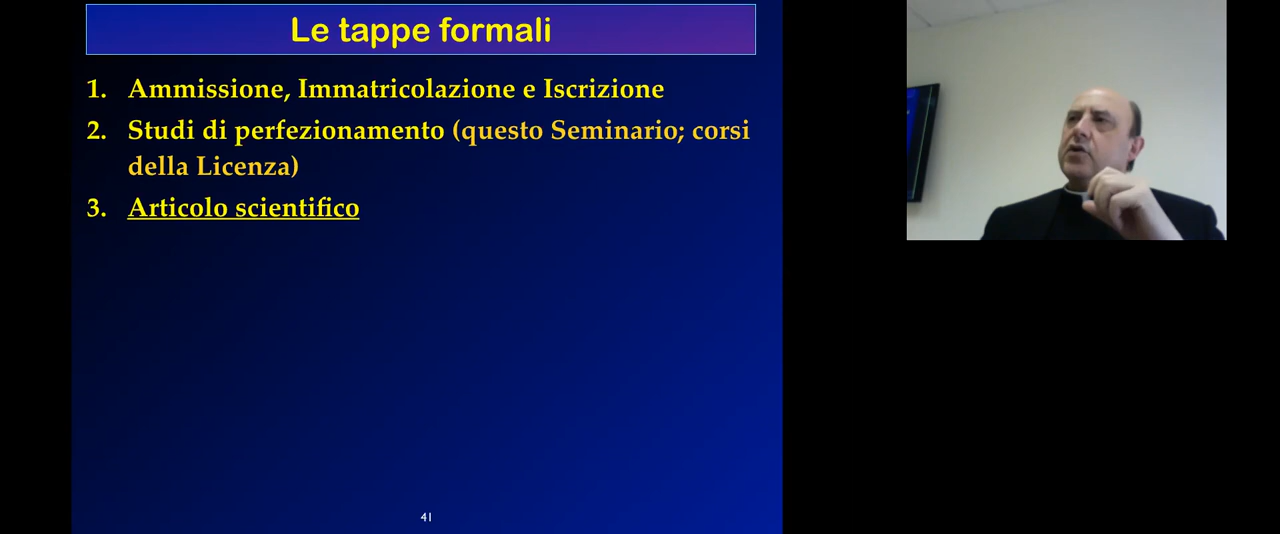 Le tappe formali
1. Ammissione, Immatricolazione e Iscrizione
2. Studi di perfezionamento (questo Seminario; corsi
della Licenza)
3. Articolo scientifico
41